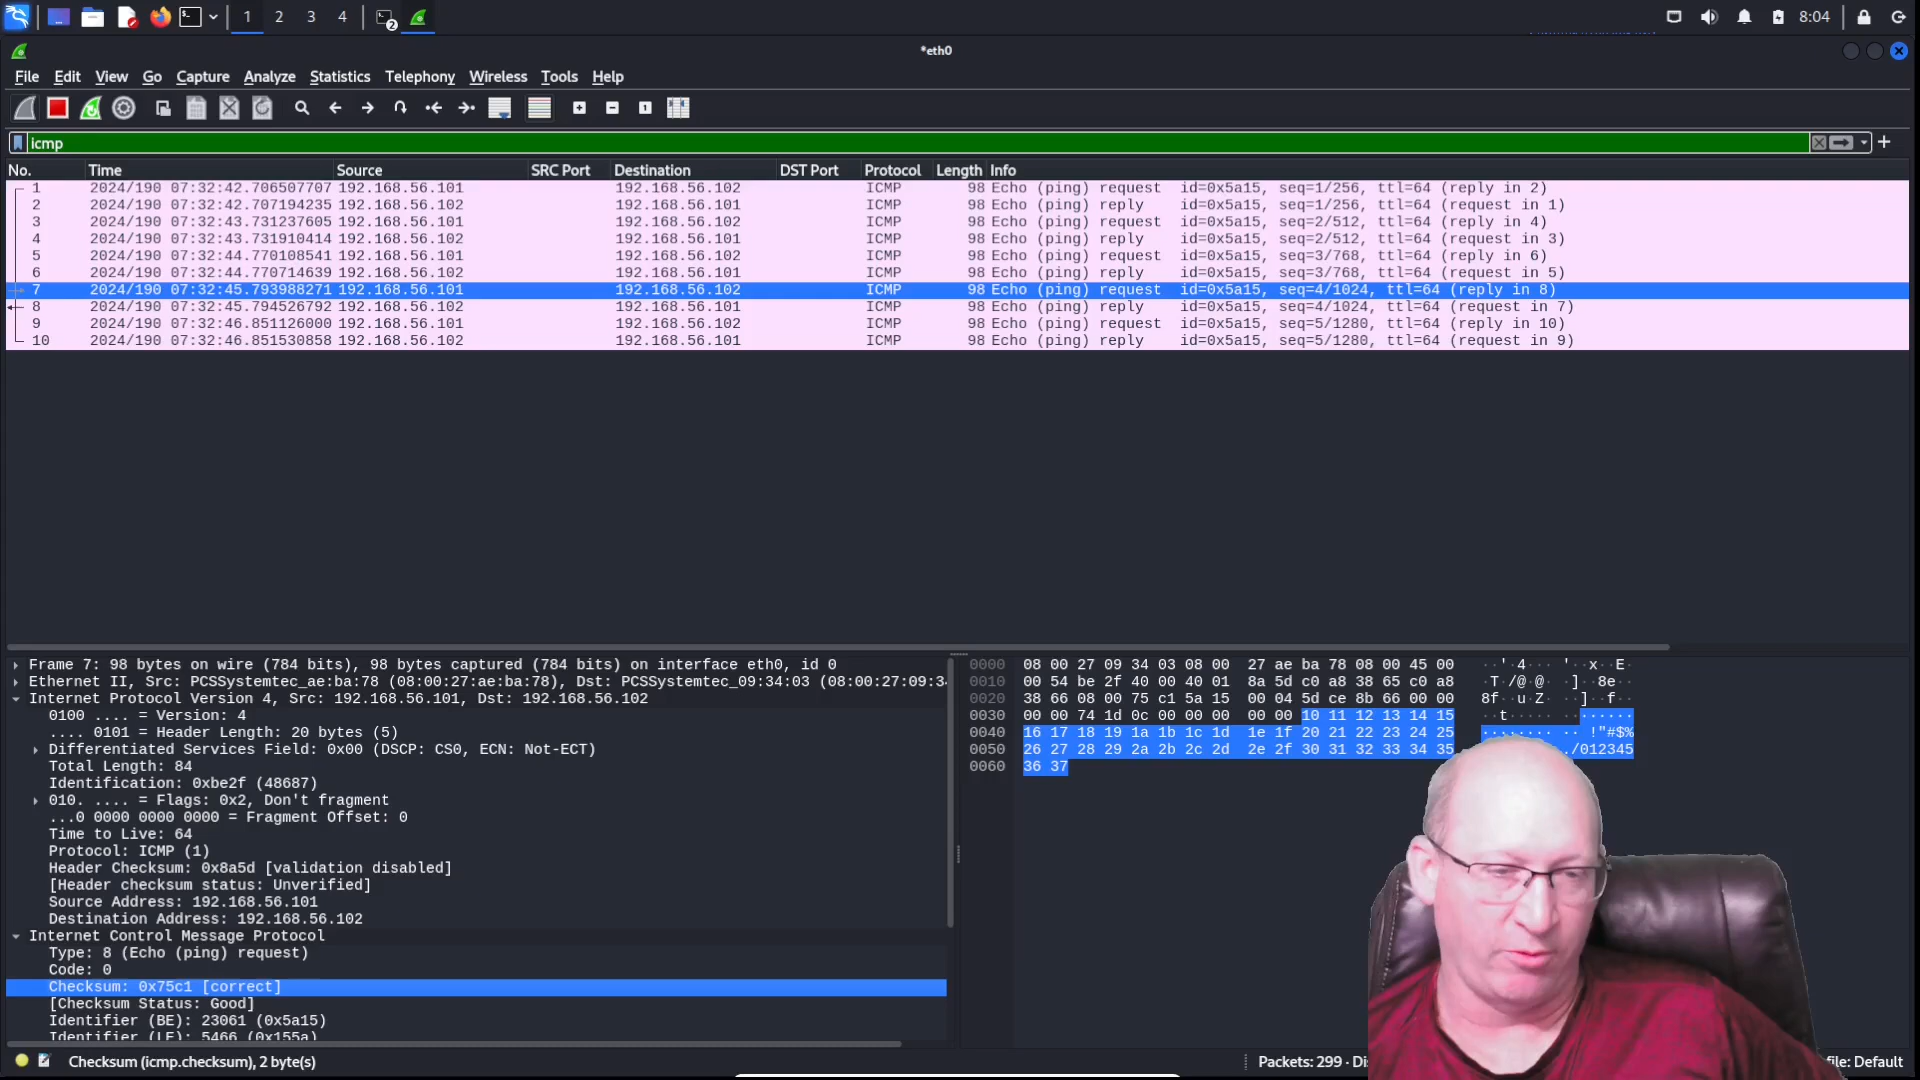 1 2 3 4 2 8:04
*eth0
File Edit View Go Capture Analyze Statistics Telephony Wireless Tools Help
icmp
No. Time Source SRC Port Destination DST Port Protocol Length Info
1 2024/190 07:32:42.706507707 192.168.56.101 192.168.56.102 ICMP 98 Echo (ping) request id=0x5a15, seq=1/256, ttl=64 (reply in 2)
2 2024/190 07:32:42.707194235 192.168.56.102 192.168.56.101 ICMP 98 Echo (ping) reply id=0x5a15, seq=1/256, ttl=64 (request in 1)
3 2024/190 07:32:43.731237605 192.168.56.101 192.168.56.102 ICMP 98 Echo (ping) request id=0x5a15, seq=2/512, ttl=64 (reply in 4)
4 2024/190 07:32:43.731910414 192.168.56.102 192.168.56.101 ICMP 98 Echo (ping) reply id=0x5a15, seq=2/512, ttl=64 (request in 3)
5 2024/190 07:32:44.770108541 192.168.56.101 192.168.56.102 ICMP 98 Echo (ping) request id=0x5a15, seq=3/768, ttl=64 (reply in 6)
6 2024/190 07:32:44.770714639 192.168.56.102 192.168.56.101 ICMP 98 Echo (ping) reply id=0x5a15, seq=3/768, ttl=64 (request in 5)
7 2024/190 07:32:45.793988271 192.168.56.101 192.168.56.102 ICMP 98 Echo (ping) request id=0x5a15, seq=4/1024, ttl=64 (reply in 8)
8 2024/190 07:32:45.794526792 192.168.56.102 192.168.56.101 ICMP 98 Echo (ping) reply id=0x5a15, seq=4/1024, ttl=64 (request in 7)
9 2024/190 07:32:46.851126000 192.168.56.101 192.168.56.102 ICMP 98 Echo (ping) request id=0x5a15, seq=5/1280, ttl=64 (reply in 10)
10 2024/190 07:32:46.851530858 192.168.56.102 192.168.56.101 ICMP 98 Echo (ping) reply id=0x5a15, seq=5/1280, ttl=64 (request in 9)
Frame 7: 98 bytes on wire (784 bits), 98 bytes captured (784 bits) on interface eth0, id 0
Ethernet II, Src: PCSSystemtec_ae:ba:78 (08:00:27:ae:ba:78), Dst: PCSSystemtec_09:34:03 (08:00:27:09:34
Internet Protocol Version 4, Src: 192.168.56.101, Dst: 192.168.56.102
0100 .... = Version: 4
.... 0101 = Header Length: 20 bytes (5)
Differentiated Services Field: 0x00 (DSCP: CS0, ECN: Not-ECT)
Total Length: 84
Identification: 0xbe2f (48687)
010. .... = Flags: 0x2, Don't fragment
...0 0000 0000 0000 = Fragment Offset: 0
Time to Live: 64
Protocol: ICMP (1)
Header Checksum: 0x8a5d [validation disabled]
[Header checksum status: Unverified]
Source Address: 192.168.56.101
Destination Address: 192.168.56.102
Internet Control Message Protocol
Type: 8 (Echo (ping) request)
Code: 0
Checksum: 0x75c1 [correct]
[Checksum Status: Good]
Identifier (BE): 23061 (0x5a15)
Identifier (LE): 5466 (0x155a)
0000 08 00 27 09 34 03 08 00 27 ae ba 78 08 00 45 00 ··'·4··· '··x··E·
0010 00 54 be 2f 40 00 40 01 8a 5d c0 a8 38 65 c0 a8 ·T·/@·@· ·]··8e··
0020 38 66 08 00 75 c1 5a 15 00 04 5d ce 8b 66 00 00 8f··u·Z· ··]··f··
0030 00 00 74 1d 0c 00 00 00 00 00 10 11 12 13 14 15 ··t····· ········
0040 16 17 18 19 1a 1b 1c 1d 1e 1f 20 21 22 23 24 25 ········ ·· !"#$%
0050 26 27 28 29 2a 2b 2c 2d 2e 2f 30 31 32 33 34 35 ./012345
0060 36 37
Checksum (icmp.checksum), 2 byte(s) Packets: 299 · Di file: Default